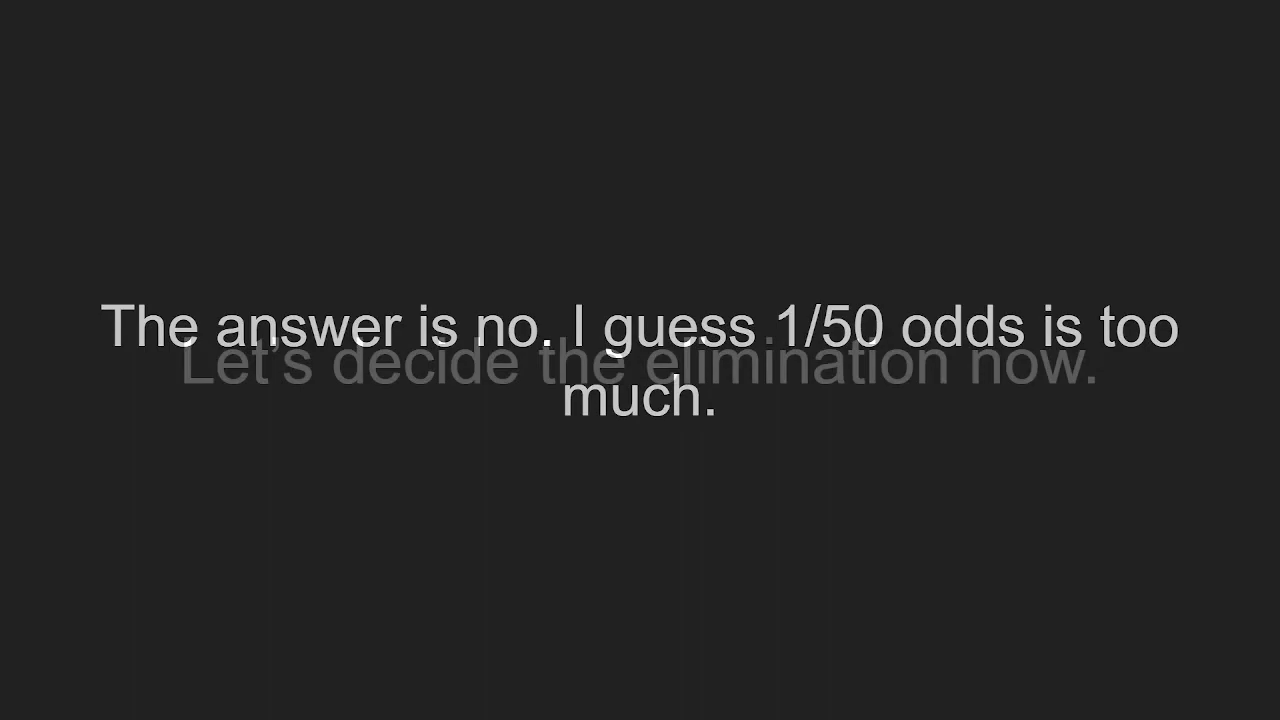 The answer is no. I guess 1/50 odds is too
Let's decide the elimination now.
much.